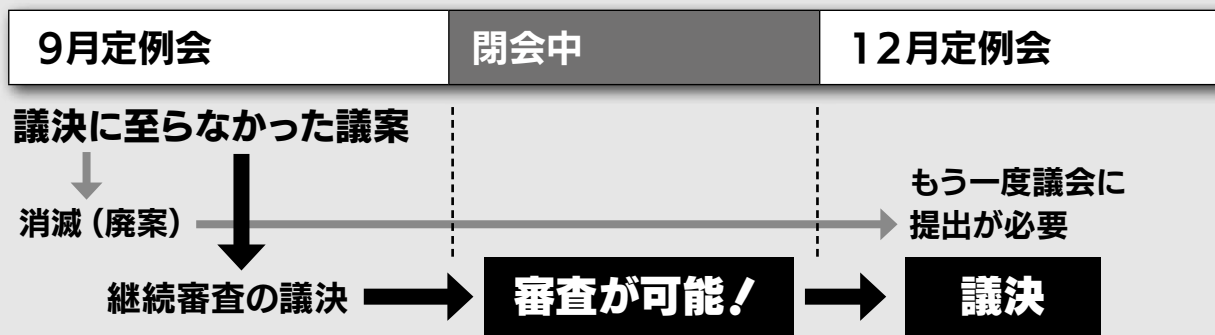 9月定例会
閉会中
12月定例会
議決に至らなかった議案
消滅（廃案）
もう一度議会に
提出が必要
継続審査の議決
審査が可能！
議決